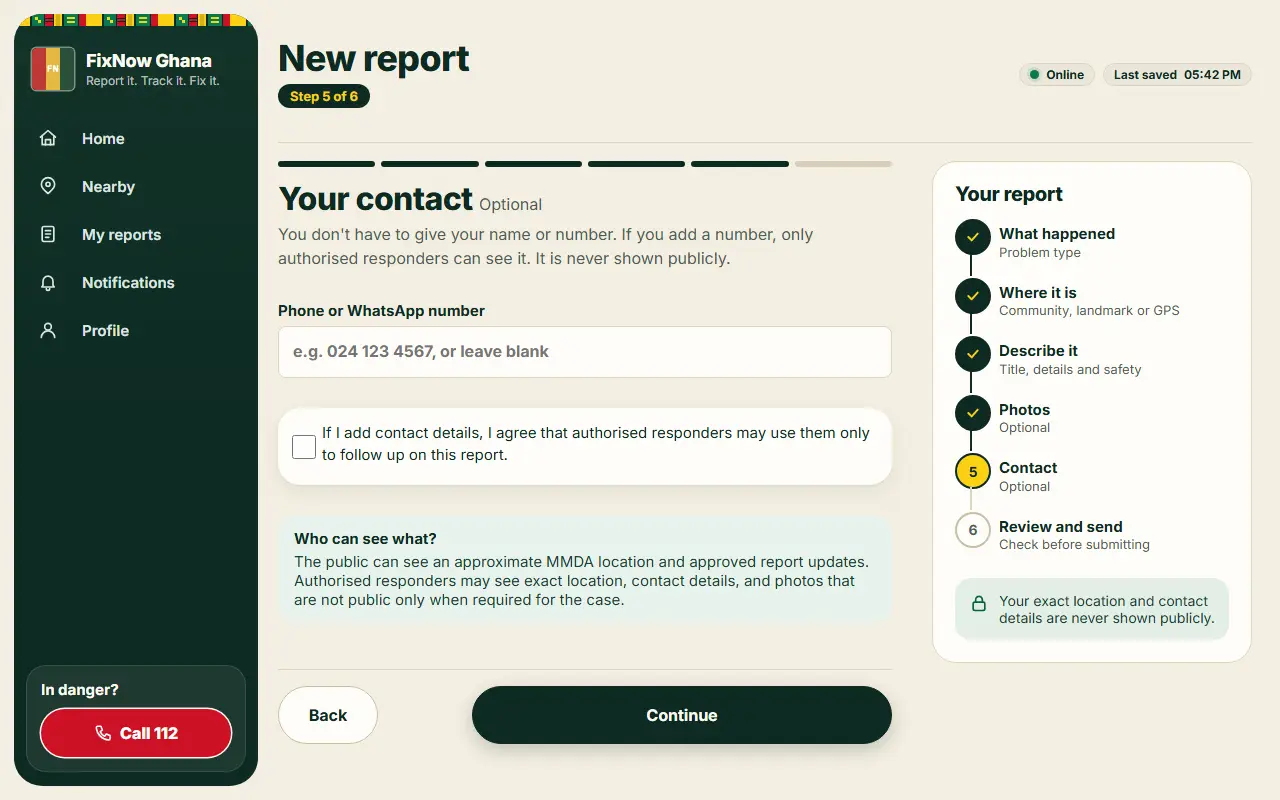 FN
FixNow Ghana
Report it. Track it. Fix it.
Home
Nearby
My reports
Notifications
Profile
In danger?
Call 112
New report
Step 5 of 6
Online
Last saved 05:42 PM
Your contact Optional
You don't have to give your name or number. If you add a number, only
authorised responders can see it. It is never shown publicly.
Phone or WhatsApp number
e.g. 024 123 4567, or leave blank
If I add contact details, I agree that authorised responders may use them only
to follow up on this report.
Who can see what?
The public can see an approximate MMDA location and approved report updates.
Authorised responders may see exact location, contact details, and photos that
are not public only when required for the case.
Back
Continue
Your report
What happened
Problem type
Where it is
Community, landmark or GPS
Describe it
Title, details and safety
Photos
Optional
5
Contact
Optional
6
Review and send
Check before submitting
Your exact location and contact
details are never shown publicly.